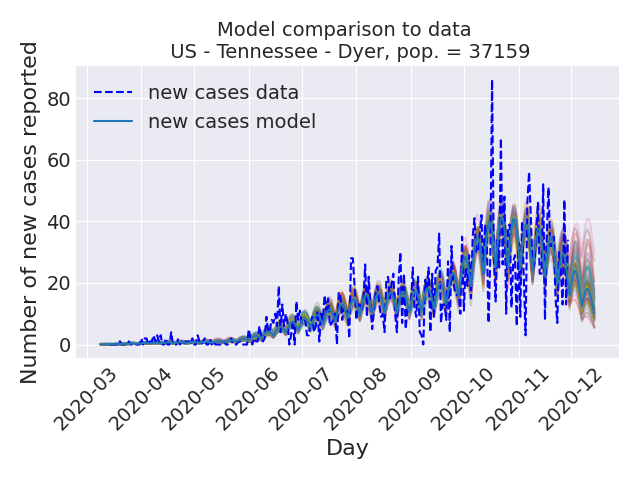 Model comparison to data
US - Tennessee - Dyer, pop. = 37159
new cases data
new cases model
Number of new cases reported
80
60
40
20
0
2020-03
2020-04
2020-05
2020-06
2020-07
2020-08
2020-09
2020-10
2020-11
2020-12
Day